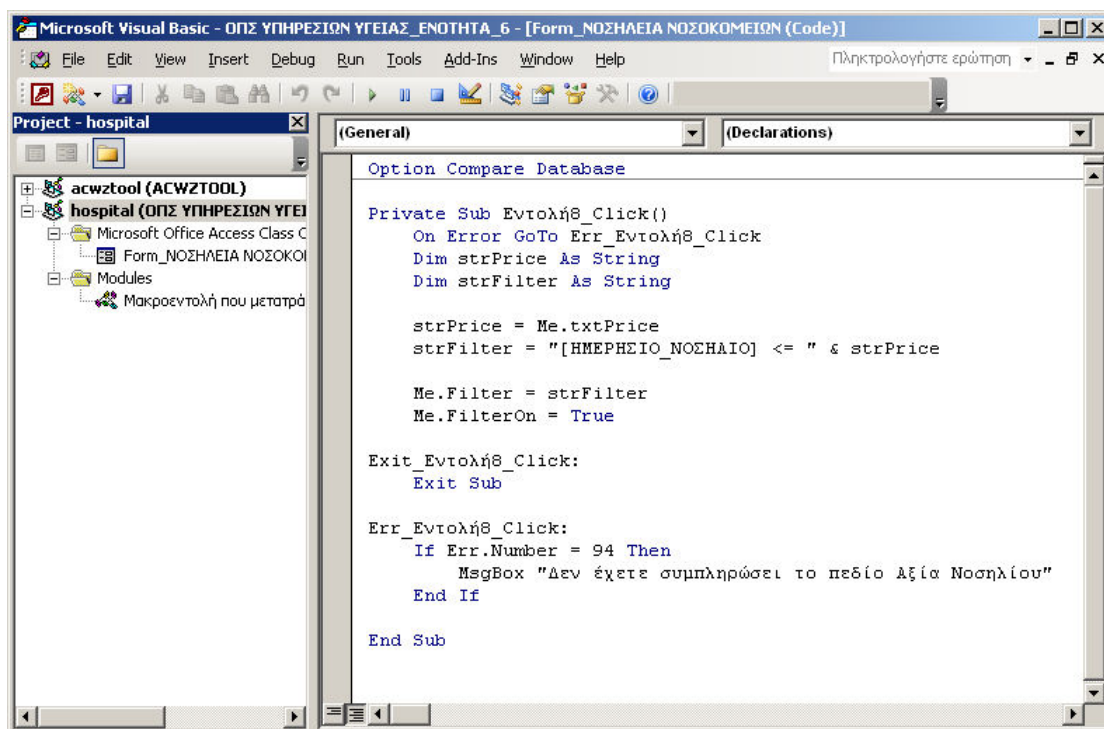 Microsoft Visual Basic - ΟΠΣ ΥΠΗΡΕΣΙΩΝ ΥΓΕΙΑΣ_ΕΝΟΤΗΤΑ_6 - [Form_ΝΟΣΗΛΕΙΑ ΝΟΣΟΚΟΜΕΙΩΝ (Code)]
File Edit View Insert Debug Run Tools Add-Ins Window Help Πληκτρολογήστε ερώτηση
Project - hospital
acwztool (ACWZTOOL)
hospital (ΟΠΣ ΥΠΗΡΕΣΙΩΝ ΥΓΕΙ
Microsoft Office Access Class C
Form_ΝΟΣΗΛΕΙΑ ΝΟΣΟΚΟΙ
Modules
Μακροεντολή που μετατρά
(General) (Declarations)
Option Compare Database
Private Sub Εντολή8_Click()
On Error GoTo Err_Εντολή8_Click
Dim strPrice As String
Dim strFilter As String
strPrice = Me.txtPrice
strFilter = "[ΗΜΕΡΗΣΙΟ_ΝΟΣΗΛΙΟ] <= " & strPrice
Me.Filter = strFilter
Me.FilterOn = True
Exit_Εντολή8_Click:
Exit Sub
Err_Εντολή8_Click:
If Err.Number = 94 Then
MsgBox "Δεν έχετε συμπληρώσει το πεδίο Αξία Νοσηλίου"
End If
End Sub